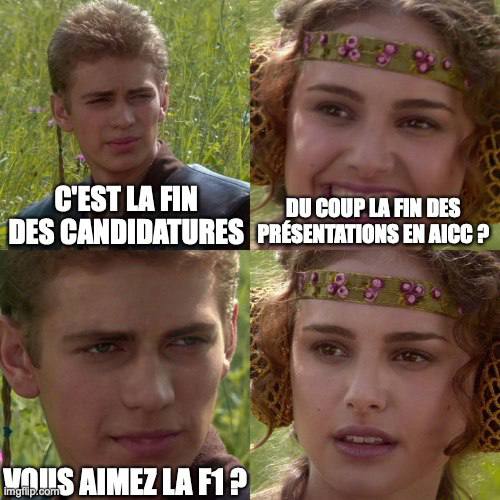 C'EST LA FIN
DES CANDIDATURES
DU COUP LA FIN DES
PRÉSENTATIONS EN AICC ?
VOUS AIMEZ LA F1 ?
imgflip.com